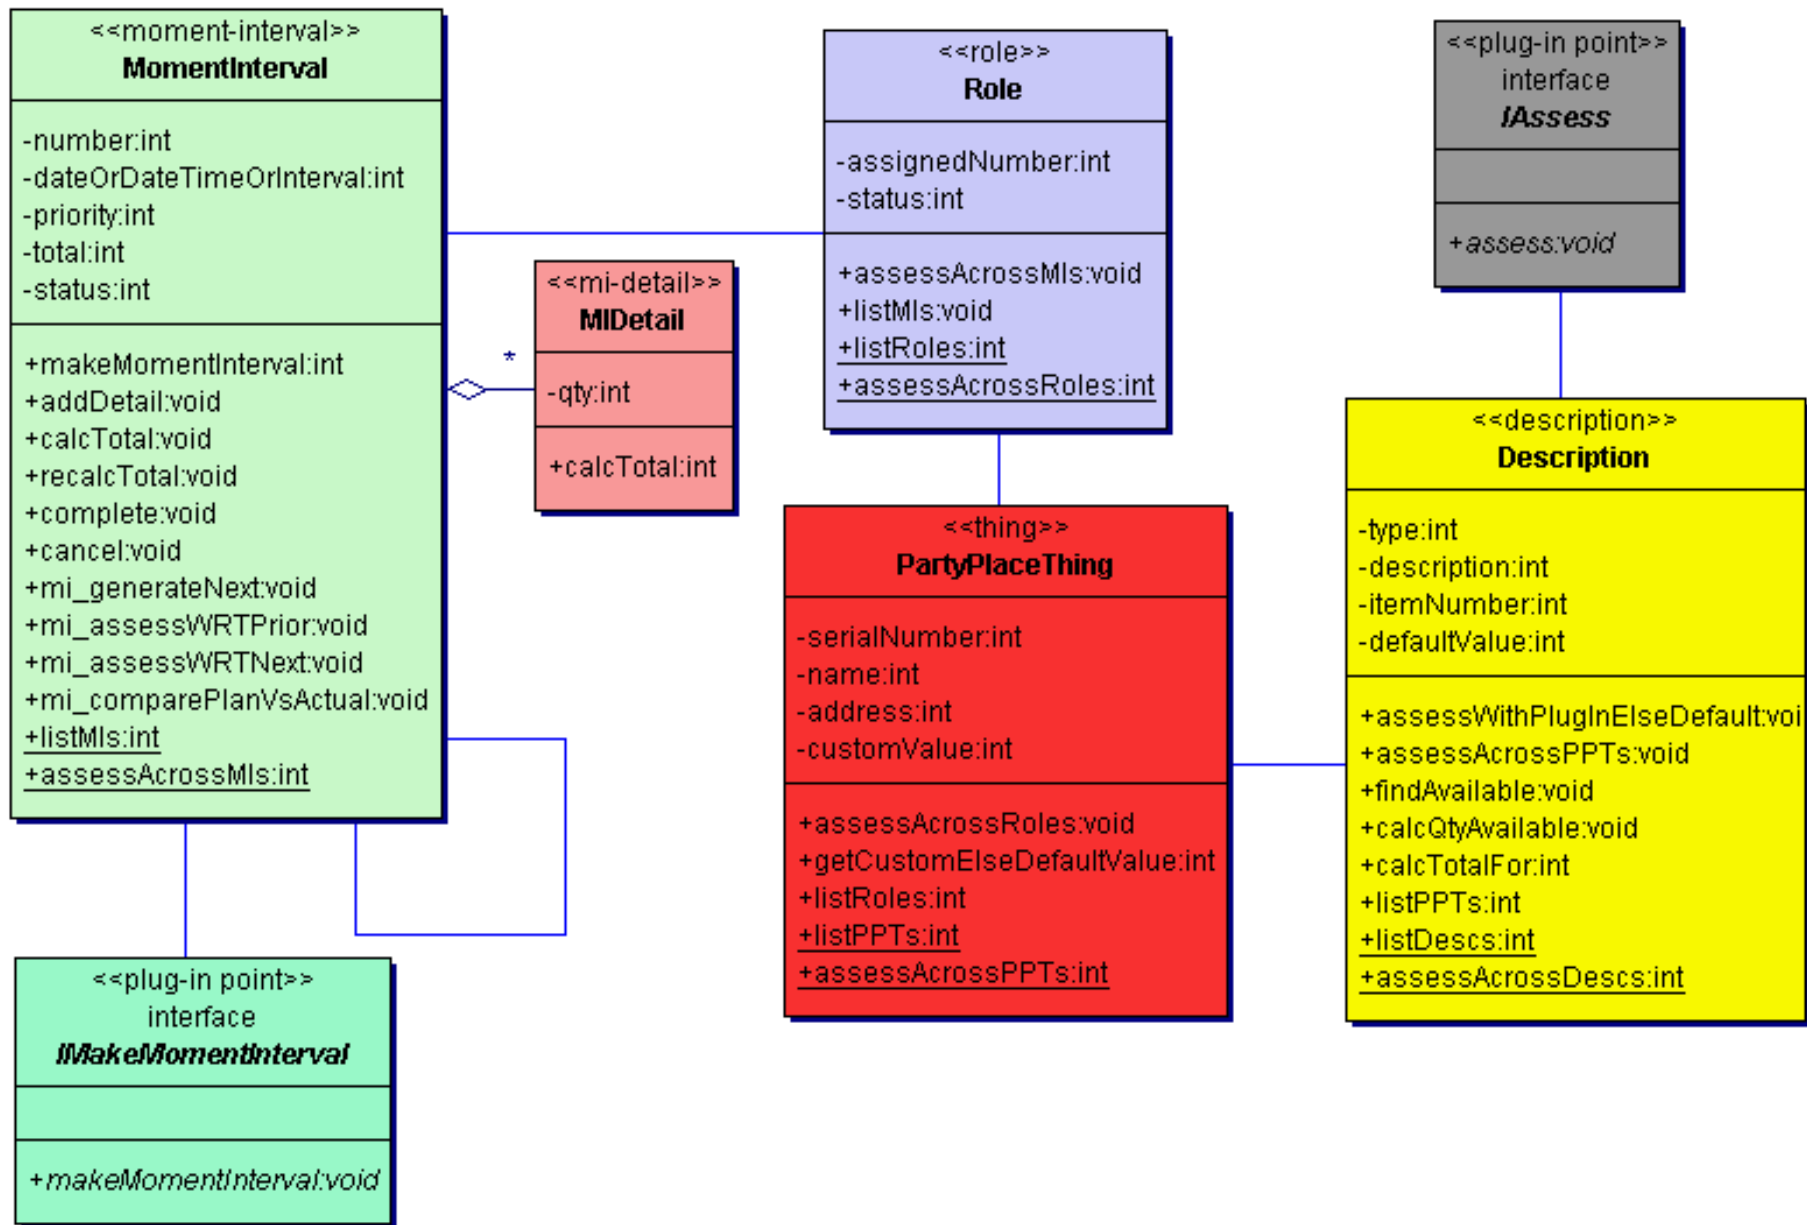 <<moment-interval>>
MomentInterval
-number:int
-dateOrDateTimeOrInterval:int
-priority:int
-total:int
-status:int
+makeMomentInterval:int
+addDetail:void
+calcTotal:void
+recalcTotal:void
+complete:void
+cancel:void
+mi_generateNext:void
+mi_assessWRTPrior:void
+mi_assessWRTNext:void
+mi_comparePlanVsActual:void
+listMIs:int
+assessAcrossMIs:int
*
<<mi-detail>>
MIDetail
-qty:int
+calcTotal:int
<<role>>
Role
-assignedNumber:int
-status:int
+assessAcrossMIs:void
+listMIs:void
+listRoles:int
+assessAcrossRoles:int
<<plug-in point>>
interface
IAssess
+assess:void
<<thing>>
PartyPlaceThing
-serialNumber:int
-name:int
-address:int
-customValue:int
+assessAcrossRoles:void
+getCustomElseDefaultValue:int
+listRoles:int
+listPPTs:int
+assessAcrossPPTs:int
<<description>>
Description
-type:int
-description:int
-itemNumber:int
-defaultValue:int
+assessWithPlugInElseDefault:voi
+assessAcrossPPTs:void
+findAvailable:void
+calcQtyAvailable:void
+calcTotalFor:int
+listPPTs:int
+listDescs:int
+assessAcrossDescs:int
<<plug-in point>>
interface
IMakeMomentInterval
+makeMomentInterval:void